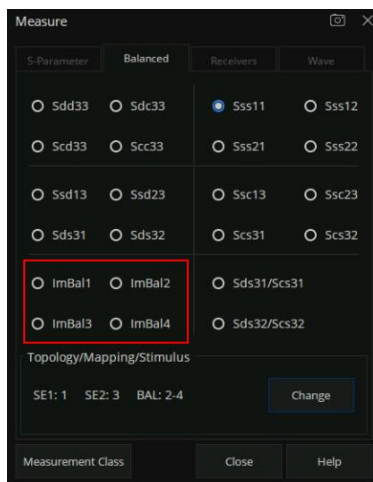 Measure
S-Parameter Balanced Receivers Wave
Sdd33 Sdc33 Sss11 Sss12
Scd33 Scc33 Sss21 Sss22
Ssd13 Ssd23 Ssc13 Ssc23
Sds31 Sds32 Scs31 Scs32
ImBal1 ImBal2 Sds31/Scs31
ImBal3 ImBal4 Sds32/Scs32
Topology/Mapping/Stimulus
SE1: 1 SE2: 3 BAL: 2-4 Change
Measurement Class Close Help